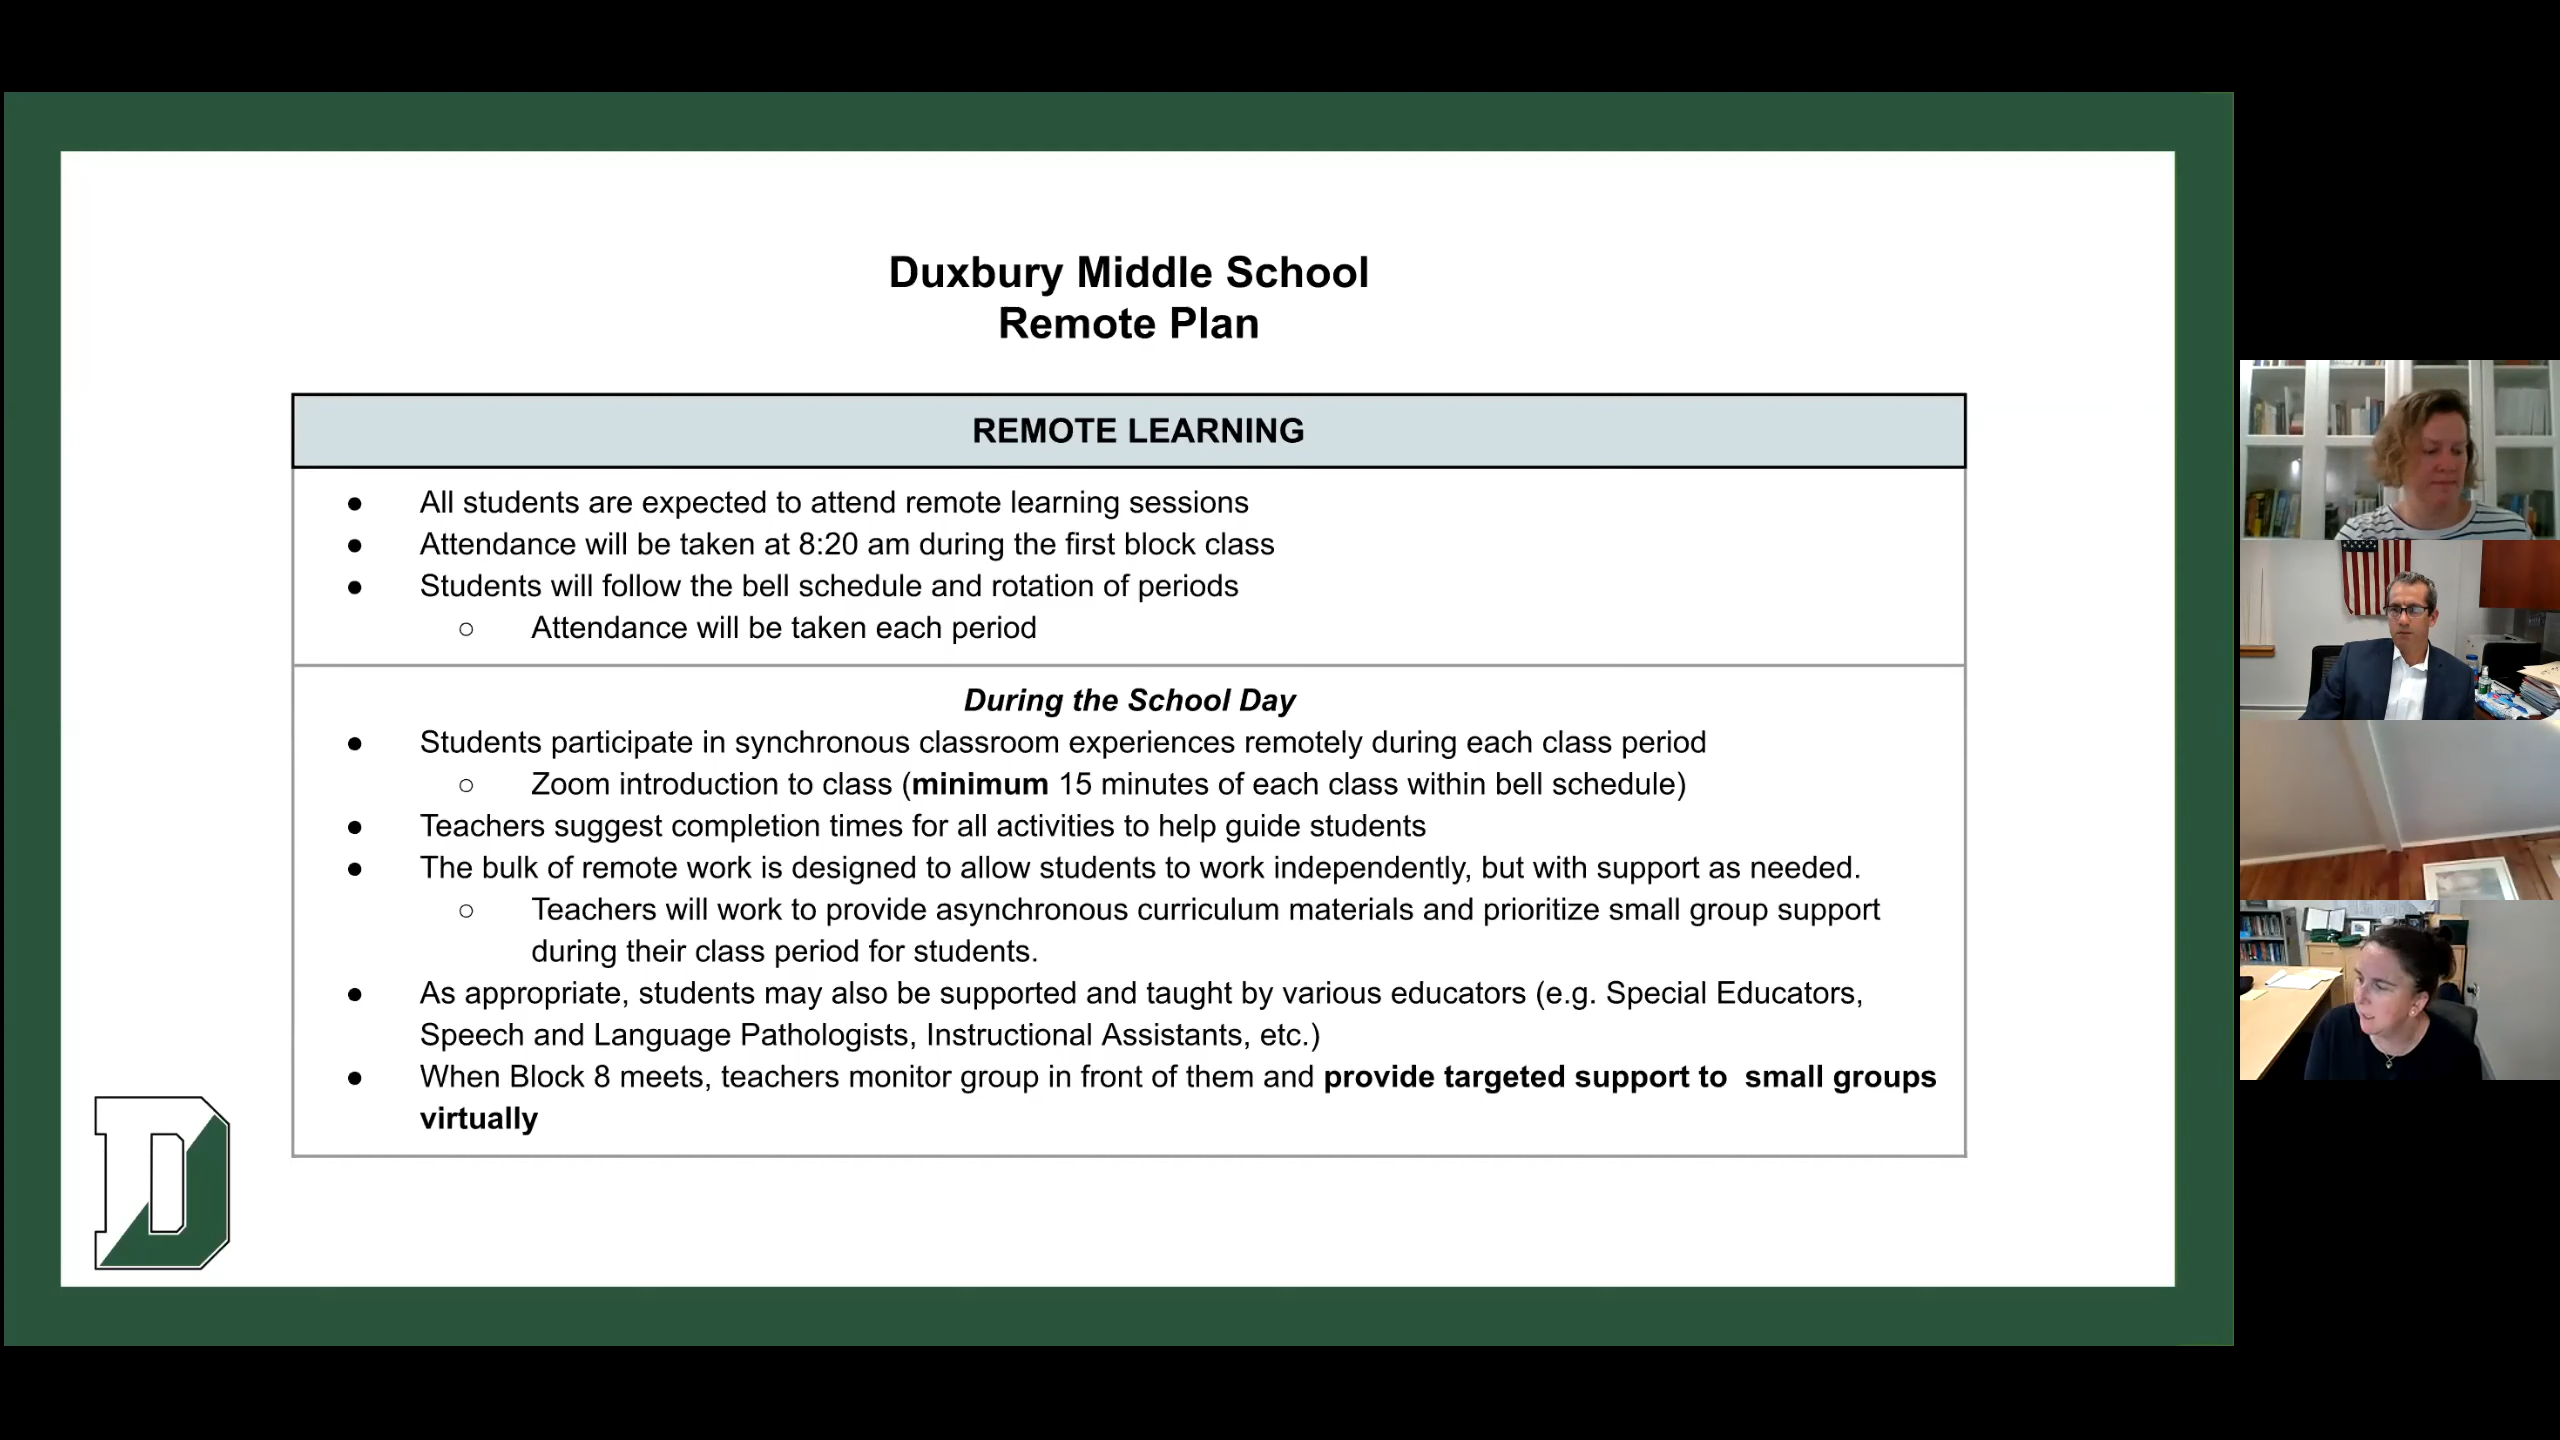 Duxbury Middle School
Remote Plan
REMOTE LEARNING
● All students are expected to attend remote learning sessions
● Attendance will be taken at 8:20 am during the first block class
● Students will follow the bell schedule and rotation of periods
○ Attendance will be taken each period
During the School Day
● Students participate in synchronous classroom experiences remotely during each class period
○ Zoom introduction to class (minimum 15 minutes of each class within bell schedule)
● Teachers suggest completion times for all activities to help guide students
● The bulk of remote work is designed to allow students to work independently, but with support as needed.
○ Teachers will work to provide asynchronous curriculum materials and prioritize small group support
during their class period for students.
● As appropriate, students may also be supported and taught by various educators (e.g. Special Educators,
Speech and Language Pathologists, Instructional Assistants, etc.)
● When Block 8 meets, teachers monitor group in front of them and provide targeted support to  small groups
virtually
D